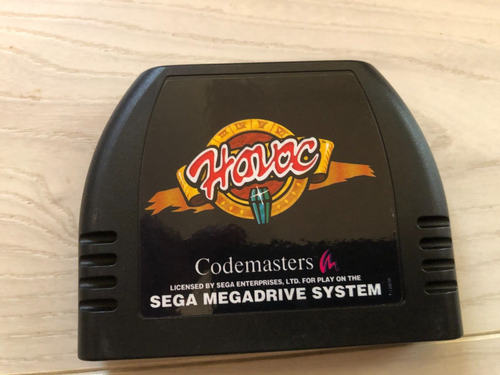 Havoc
Codemasters
LICENSED BY SEGA ENTERPRISES, LTD. FOR PLAY ON THE
SEGA MEGADRIVE SYSTEM